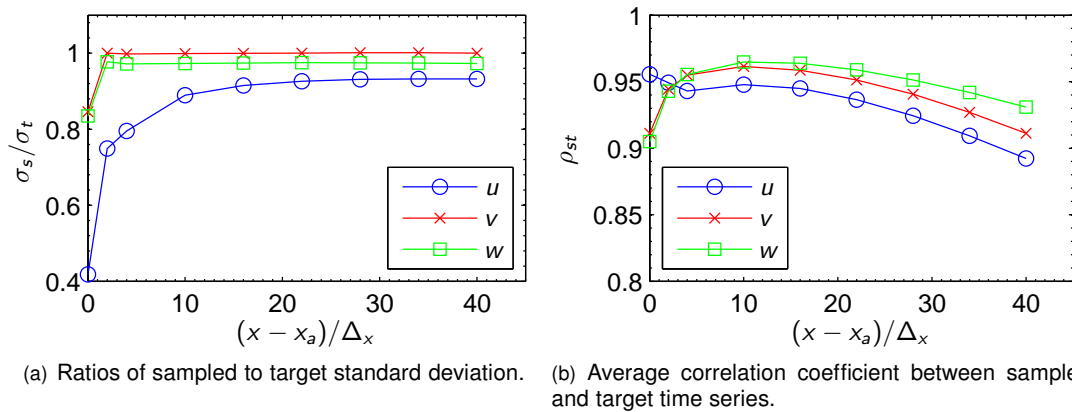 1
0.8
0.6
0.4
σs/σt
0 10 20 30 40
(x − xa)/Δx
u
v
w
(a) Ratios of sampled to target standard deviation.
1
0.95
0.9
0.85
0.8
ρst
0 10 20 30 40
(x − xa)/Δx
u
v
w
(b) Average correlation coefficient between sample
and target time series.